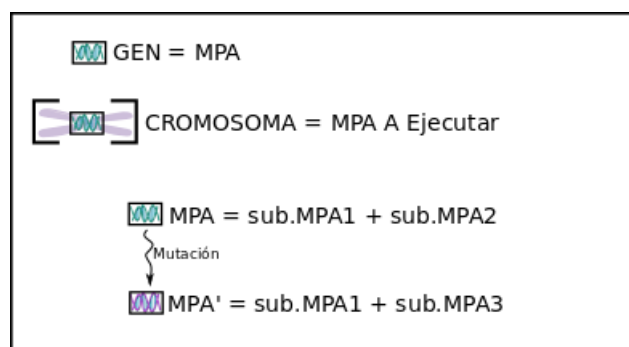 GEN = MPA
CROMOSOMA = MPA A Ejecutar
MPA = sub.MPA1 + sub.MPA2
Mutación
MPA' = sub.MPA1 + sub.MPA3